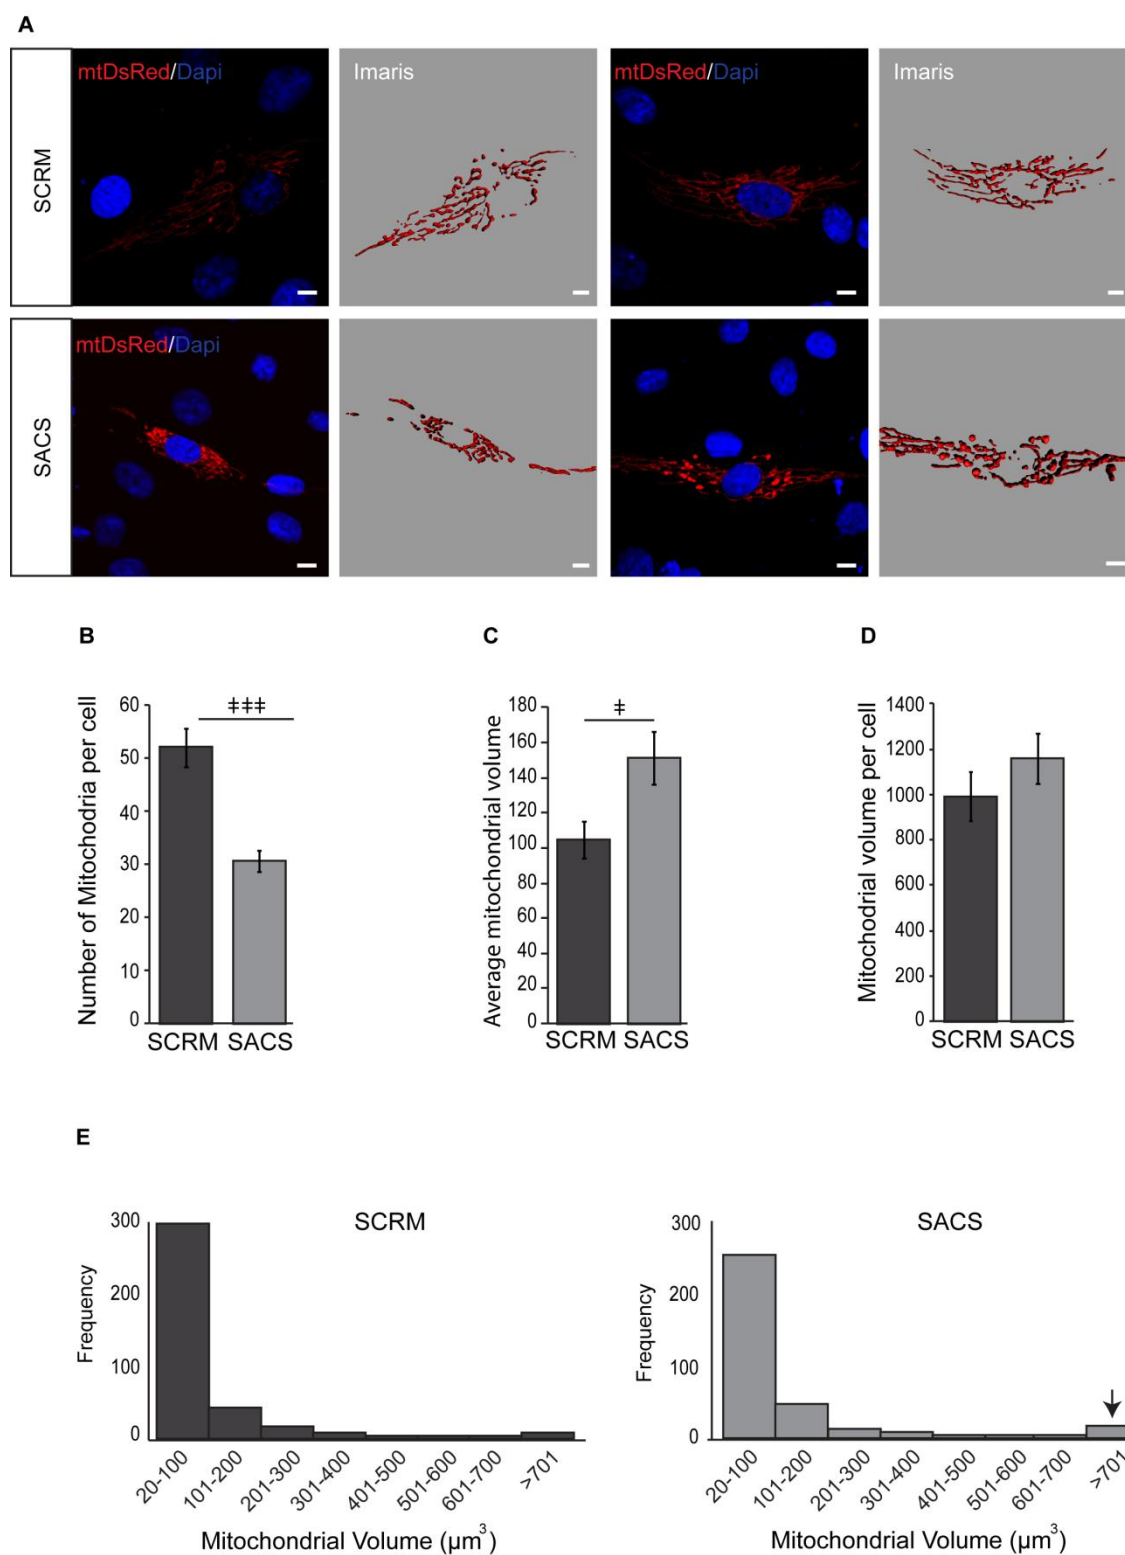 A
SCRM
mtDsRed/Dapi
Imaris
mtDsRed/Dapi
Imaris
SACS
mtDsRed/Dapi
B
Number of Mitochodria per cell
60
50
40
30
20
10
0
ǂǂǂ
SCRM SACS
C
Average mitochondrial volume
180
160
140
120
100
80
60
40
20
0
ǂ
SCRM SACS
D
Mitochodrial volume per cell
1400
1200
1000
800
600
400
200
0
SCRM SACS
E
SCRM
Frequency
300
200
100
0
20-100
101-200
201-300
301-400
401-500
501-600
601-700
>701
Mitochondrial Volume (µm³)
SACS
Frequency
300
200
100
0
20-100
101-200
201-300
301-400
401-500
501-600
601-700
>701
Mitochondrial Volume (µm³)